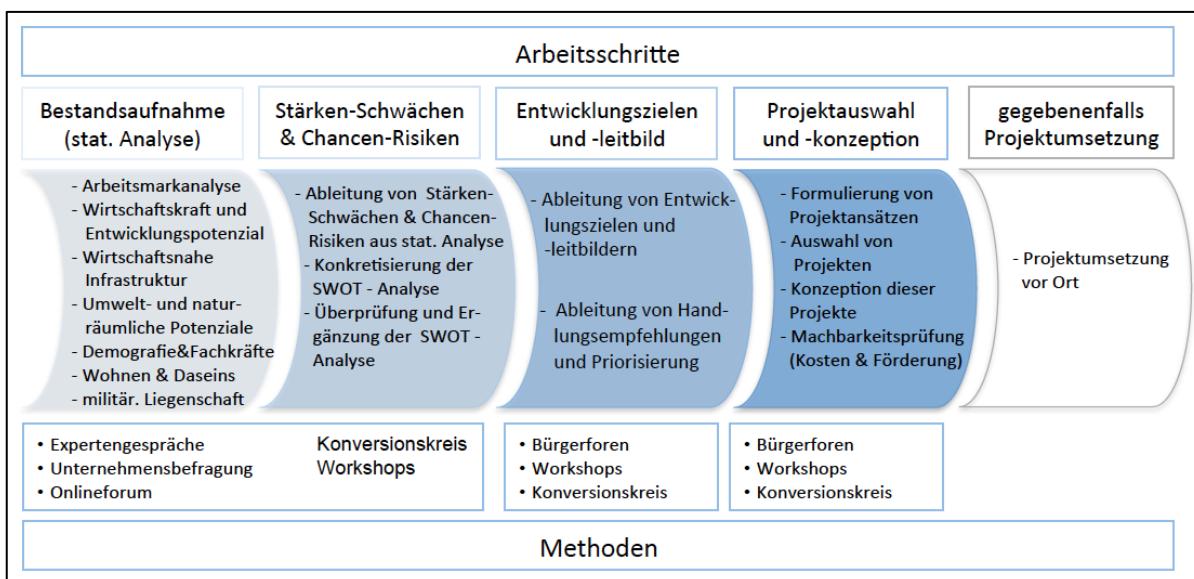 Arbeitsschritte
Bestandsaufnahme
(stat. Analyse)
Stärken-Schwächen
& Chancen-Risiken
Entwicklungszielen
und -leitbild
Projektauswahl
und -konzeption
gegebenenfalls
Projektumsetzung
- Arbeitsmarkanalyse
- Wirtschaftskraft und
Entwicklungspotenzial
- Wirtschaftsnahe
Infrastruktur
- Umwelt- und natur-
räumliche Potenziale
- Demografie&Fachkräfte
- Wohnen & Daseins
- militär. Liegenschaft
- Ableitung von Stärken-
Schwächen & Chancen-
Risiken aus stat. Analyse
- Konkretisierung der
SWOT - Analyse
- Überprüfung und Er-
gänzung der SWOT -
Analyse
- Ableitung von Entwick-
lungszielen und
-leitbildern
- Ableitung von Hand-
lungsempfehlungen
und Priorisierung
- Formulierung von
Projektansätzen
- Auswahl von
Projekten
- Konzeption dieser
Projekte
- Machbarkeitsprüfung
(Kosten & Förderung)
- Projektumsetzung
vor Ort
• Expertengespräche
• Unternehmensbefragung
• Onlineforum
Konversionskreis
Workshops
• Bürgerforen
• Workshops
• Konversionskreis
• Bürgerforen
• Workshops
• Konversionskreis
Methoden